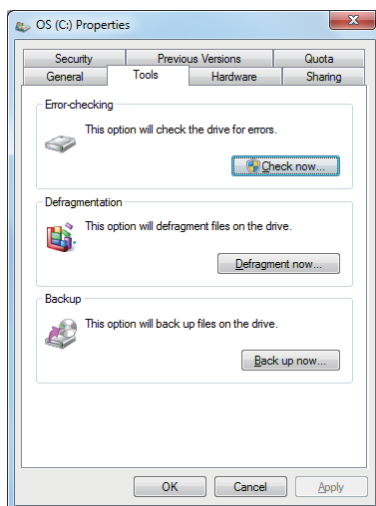 OS (C:) Properties
Security Previous Versions Quota
General Tools Hardware Sharing
Error-checking
This option will check the drive for errors.
Check now...
Defragmentation
This option will defragment files on the drive.
Defragment now...
Backup
This option will back up files on the drive.
Back up now...
OK Cancel Apply